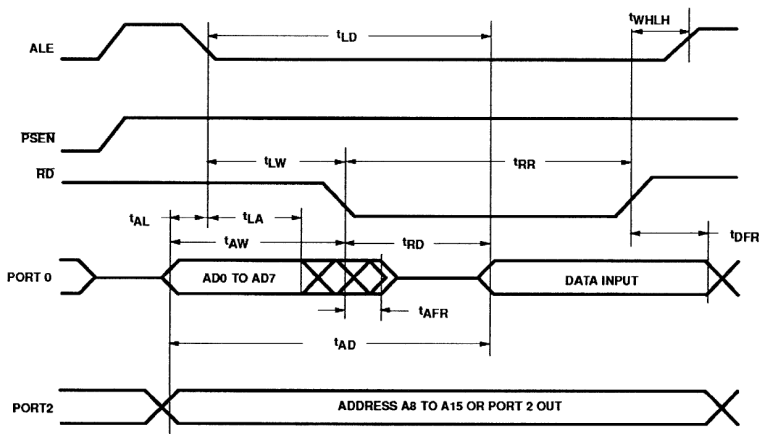 tWHLH
tLD
ALE
PSEN
tLW
tRR
RD
tAL
tLA
tAW
tRD
tDFR
PORT 0
AD0 TO AD7
DATA INPUT
tAFR
tAD
PORT2
ADDRESS A8 TO A15 OR PORT 2 OUT